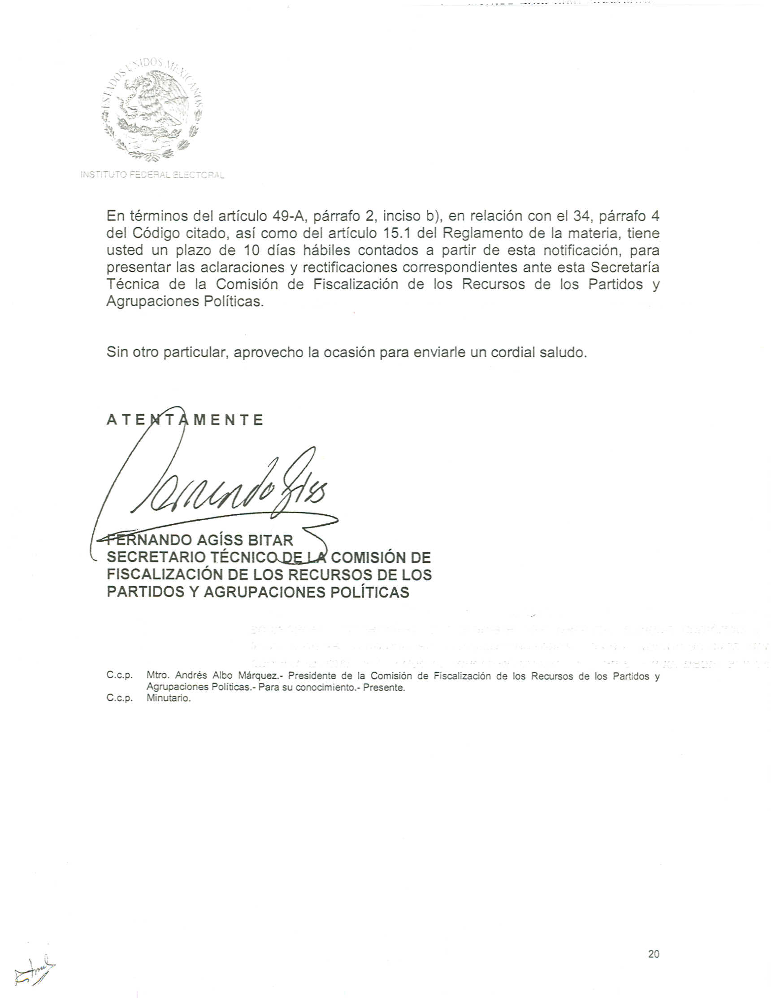 ESTADOS UNIDOS MEXICANOS
INSTITUTO FEDERAL ELECTORAL
En términos del artículo 49-A, párrafo 2, inciso b), en relación con el 34, párrafo 4
del Código citado, así como del artículo 15.1 del Reglamento de la materia, tiene
usted un plazo de 10 días hábiles contados a partir de esta notificación, para
presentar las aclaraciones y rectificaciones correspondientes ante esta Secretaría
Técnica de la Comisión de Fiscalización de los Recursos de los Partidos y
Agrupaciones Políticas.
Sin otro particular, aprovecho la ocasión para enviarle un cordial saludo.
ATENTAMENTE
FERNANDO AGÍSS BITAR
SECRETARIO TÉCNICO DE LA COMISIÓN DE
FISCALIZACIÓN DE LOS RECURSOS DE LOS
PARTIDOS Y AGRUPACIONES POLÍTICAS
C.c.p. Mtro. Andrés Albo Márquez.- Presidente de la Comisión de Fiscalización de los Recursos de los Partidos y
Agrupaciones Políticas.- Para su conocimiento.- Presente.
C.c.p. Minutario.
20